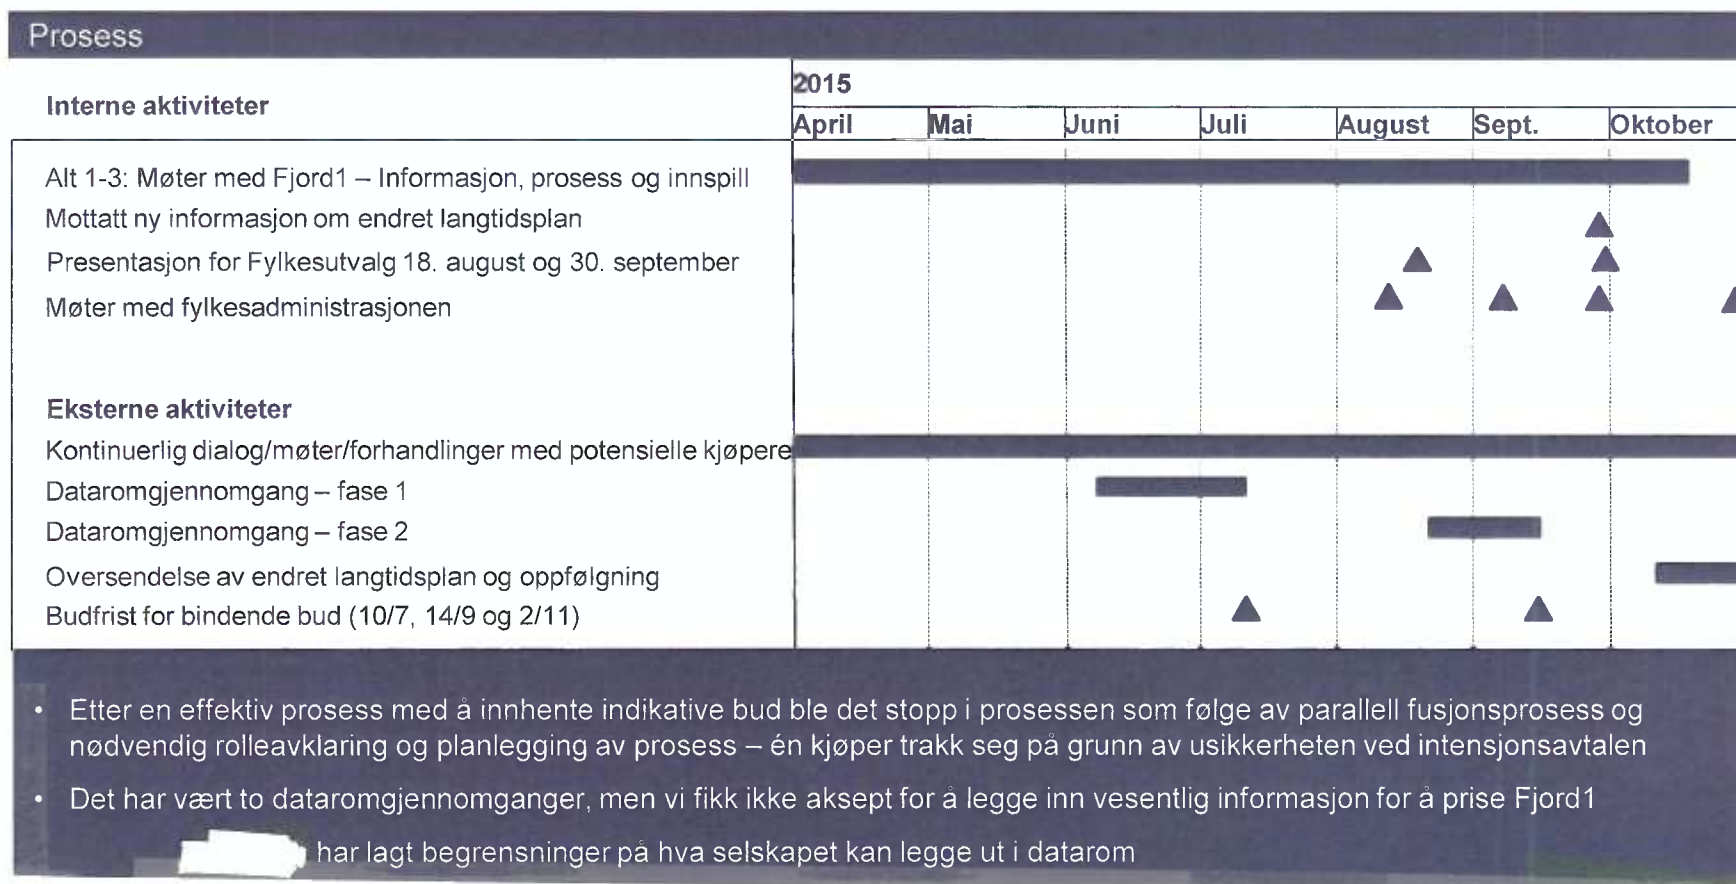 Prosess
2015
Interne aktiviteter
April Mai Juni Juli August Sept. Oktober
Alt 1-3: Møter med Fjord1 – Informasjon, prosess og innspill
Mottatt ny informasjon om endret langtidsplan
Presentasjon for Fylkesutvalg 18. august og 30. september
Møter med fylkesadministrasjonen
Eksterne aktiviteter
Kontinuerlig dialog/møter/forhandlinger med potensielle kjøpere
Dataromgjennomgang – fase 1
Dataromgjennomgang – fase 2
Oversendelse av endret langtidsplan og oppfølgning
Budfrist for bindende bud (10/7, 14/9 og 2/11)
• Etter en effektiv prosess med å innhente indikative bud ble det stopp i prosessen som følge av parallell fusjonsprosess og
nødvendig rolleavklaring og planlegging av prosess – én kjøper trakk seg på grunn av usikkerheten ved intensjonsavtalen
• Det har vært to dataromgjennomganger, men vi fikk ikke aksept for å legge inn vesentlig informasjon for å prise Fjord1
har lagt begrensninger på hva selskapet kan legge ut i datarom